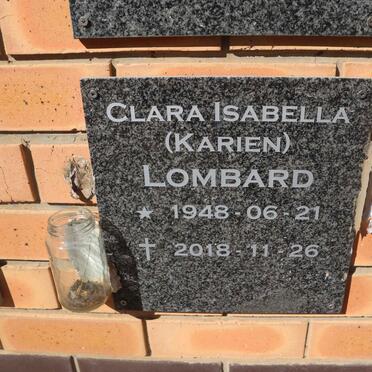 CLARA ISABELLA
(KARIEN)
LOMBARD
★ 1948 - 06 - 21
✝ 2018 - 11 - 26